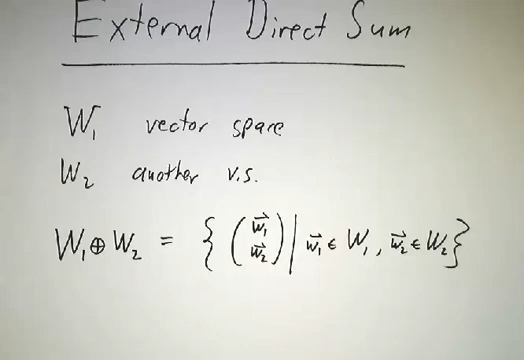 External Direct Sum
W₁ vector space
W₂ another v.s.
W₁ ⊕ W₂ = { (w⃗₁ w⃗₂) | w⃗₁ ∈ W₁, w⃗₂ ∈ W₂ }